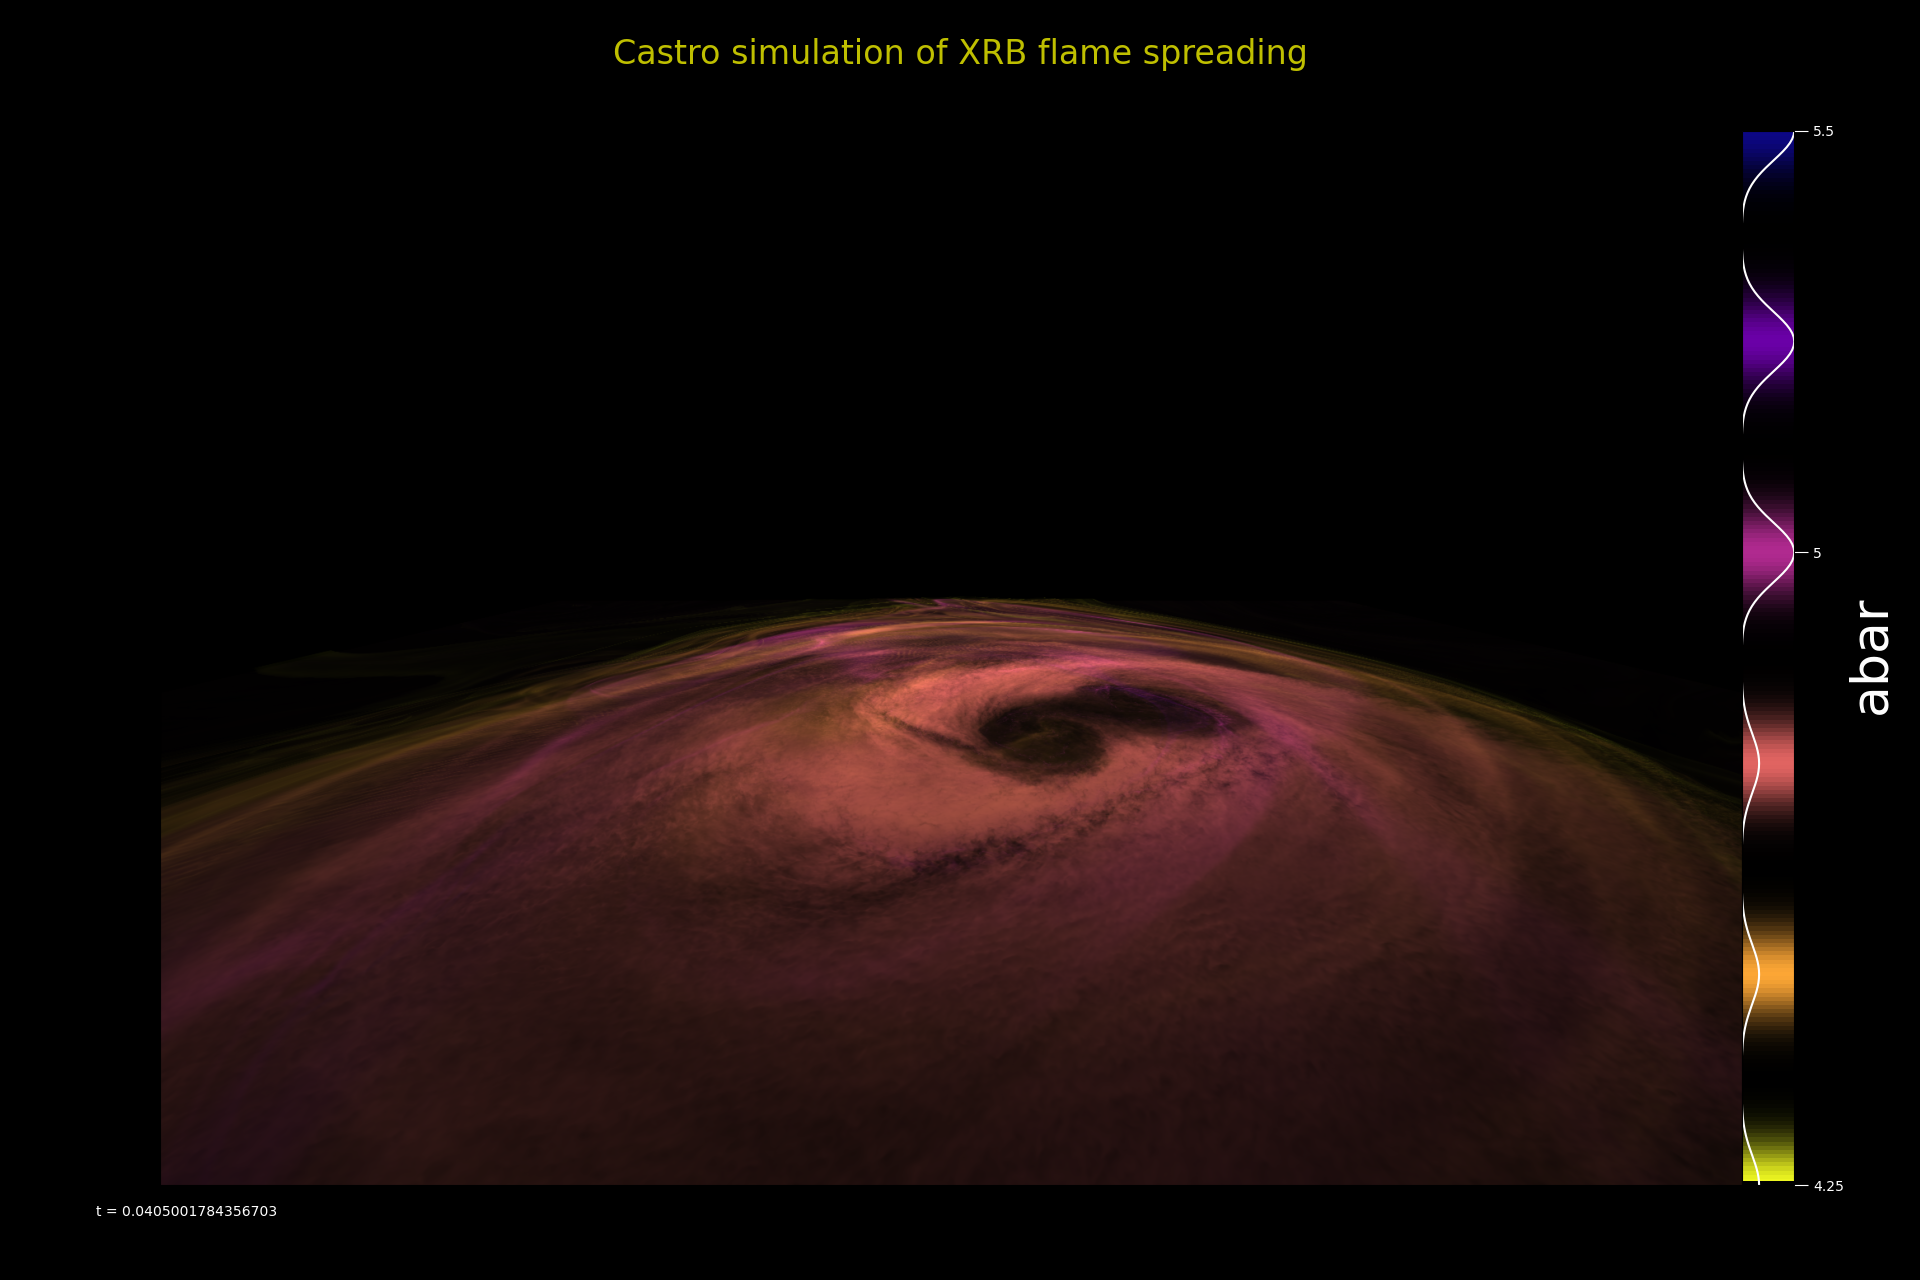 Castro simulation of XRB flame spreading
5.5
5
abar
4.25
t = 0.0405001784356703